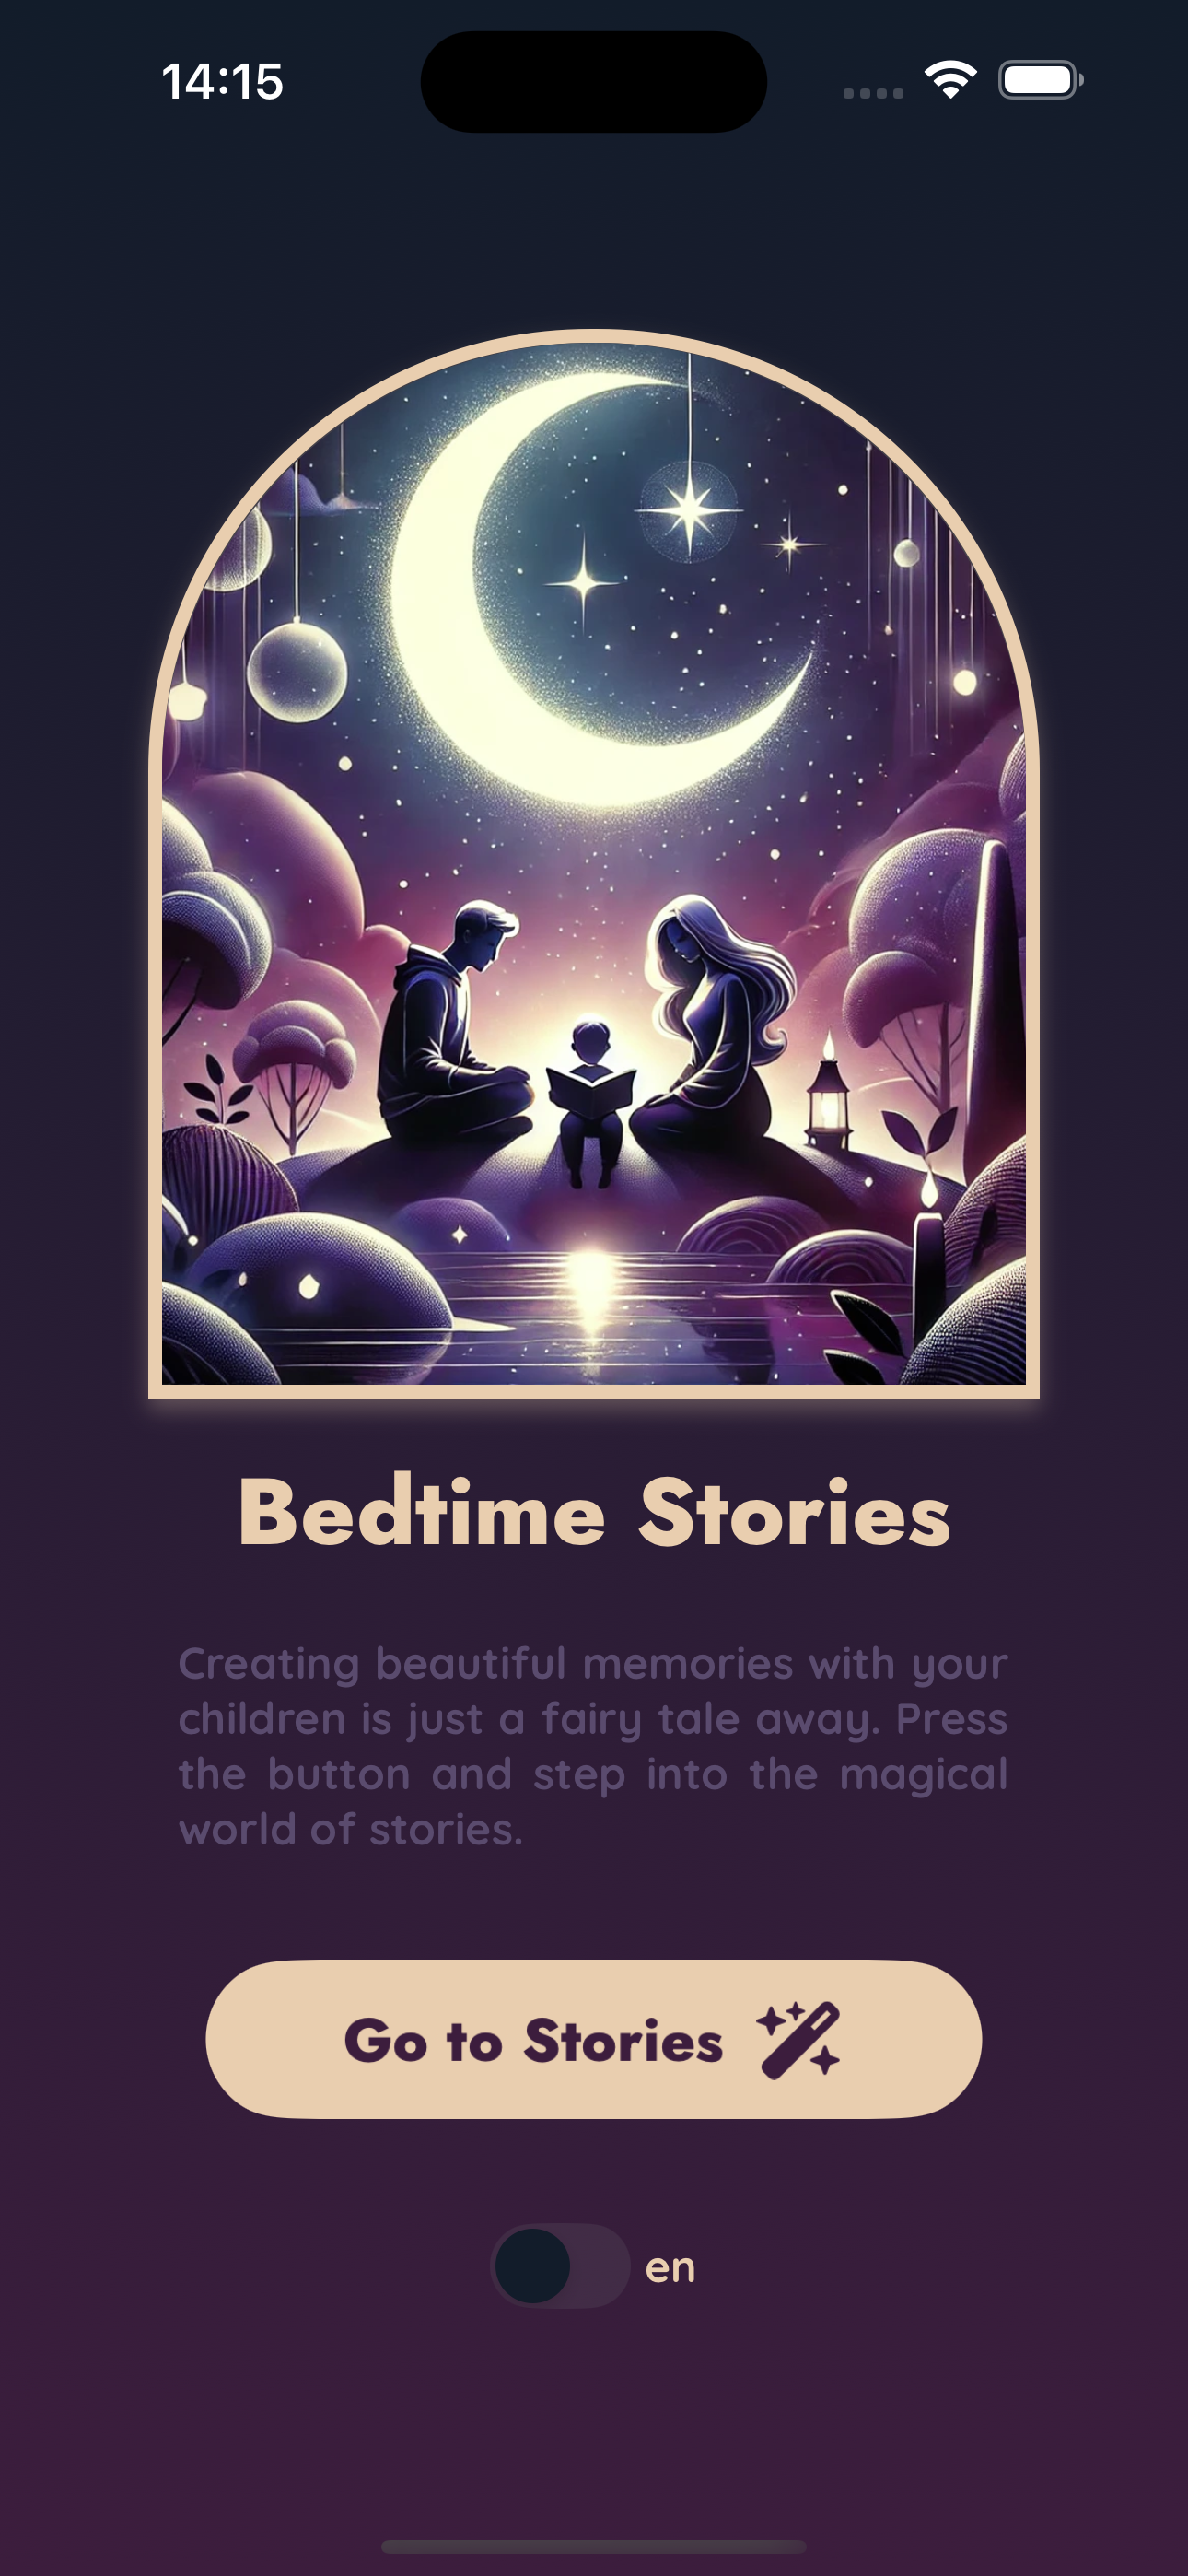 14:15
Bedtime Stories
Creating beautiful memories with your
children is just a fairy tale away. Press
the button and step into the magical
world of stories.
Go to Stories
en